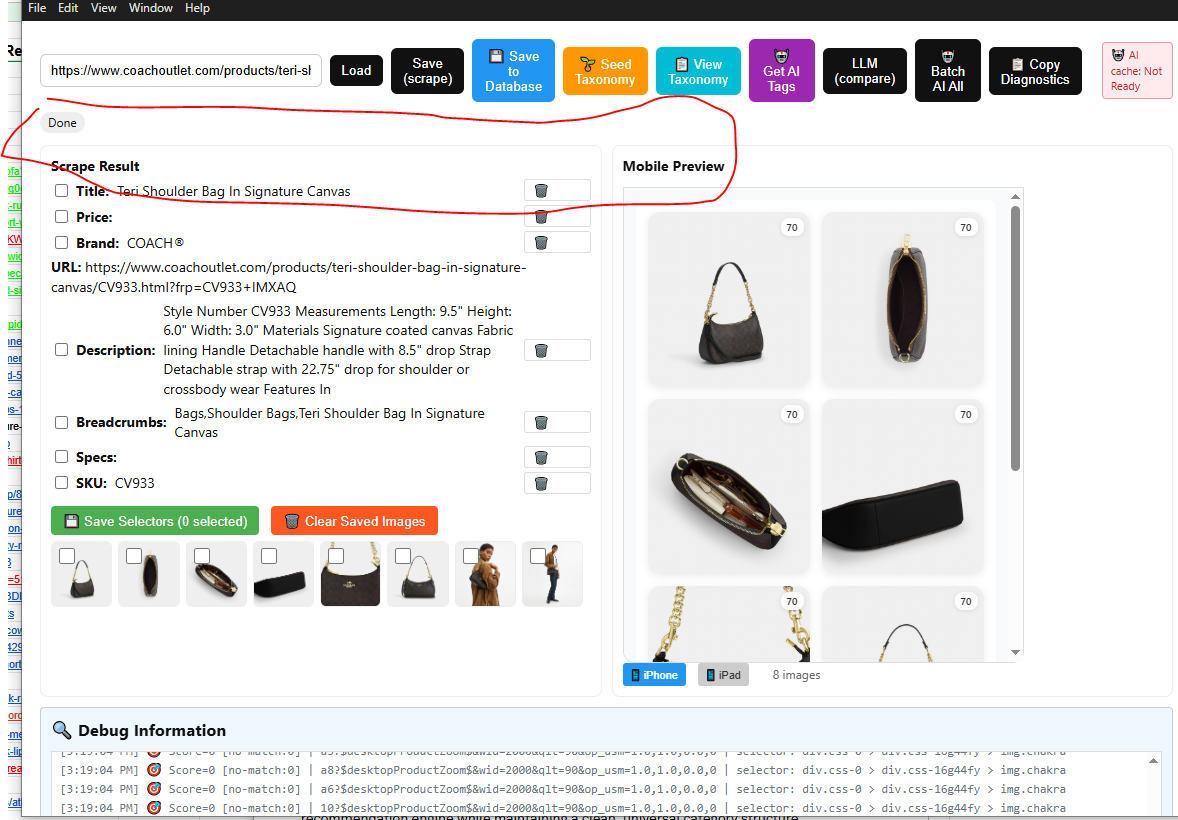 File Edit View Window Help
https://www.coachoutlet.com/products/teri-sl
Load
Save
(scrape)
Save
to
Database
Seed
Taxonomy
View
Taxonomy
Get AI
Tags
LLM
(compare)
Batch
AI All
Copy
Diagnostics
AI
cache: Not
Ready
Done
Scrape Result
Title: Teri Shoulder Bag In Signature Canvas
Price:
Brand: COACH®
URL: https://www.coachoutlet.com/products/teri-shoulder-bag-in-signature-
canvas/CV933.html?frp=CV933+IMXAQ
Style Number CV933 Measurements Length: 9.5" Height:
6.0" Width: 3.0" Materials Signature coated canvas Fabric
Description: lining Handle Detachable handle with 8.5" drop Strap
Detachable strap with 22.75" drop for shoulder or
crossbody wear Features In
Breadcrumbs: Bags,Shoulder Bags,Teri Shoulder Bag In Signature
Canvas
Specs:
SKU: CV933
Save Selectors (0 selected)
Clear Saved Images
Mobile Preview
70
70
70
70
70
70
iPhone
iPad
8 images
Debug Information
[3:19:04 PM] Score=0 [no-match:0] | a5?$desktopProductZoom$&wid=2000&qlt=90&op_usm=1.0,1.0,0.0,0 | selector: div.css-0 > div.css-16g44fy > img.chakra
[3:19:04 PM] Score=0 [no-match:0] | a8?$desktopProductZoom$&wid=2000&qlt=90&op_usm=1.0,1.0,0.0,0 | selector: div.css-0 > div.css-16g44fy > img.chakra
[3:19:04 PM] Score=0 [no-match:0] | a6?$desktopProductZoom$&wid=2000&qlt=90&op_usm=1.0,1.0,0.0,0 | selector: div.css-0 > div.css-16g44fy > img.chakra
[3:19:04 PM] Score=0 [no-match:0] | 10?$desktopProductZoom$&wid=2000&qlt=90&op_usm=1.0,1.0,0.0,0 | selector: div.css-0 > div.css-16g44fy > img.chakra
recommendation engine while maintaining a clean, universal category structure